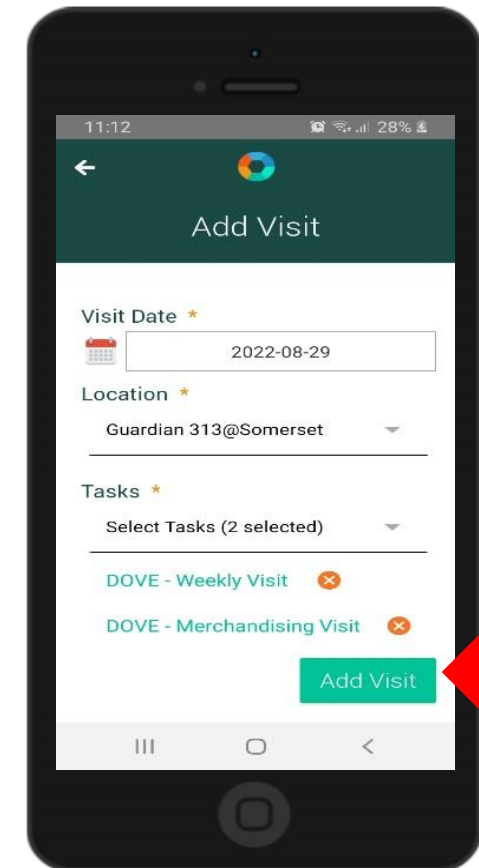 11:12 28%
Add Visit
Visit Date *
2022-08-29
Location *
Guardian 313@Somerset
Tasks *
Select Tasks (2 selected)
DOVE - Weekly Visit
DOVE - Merchandising Visit
Add Visit